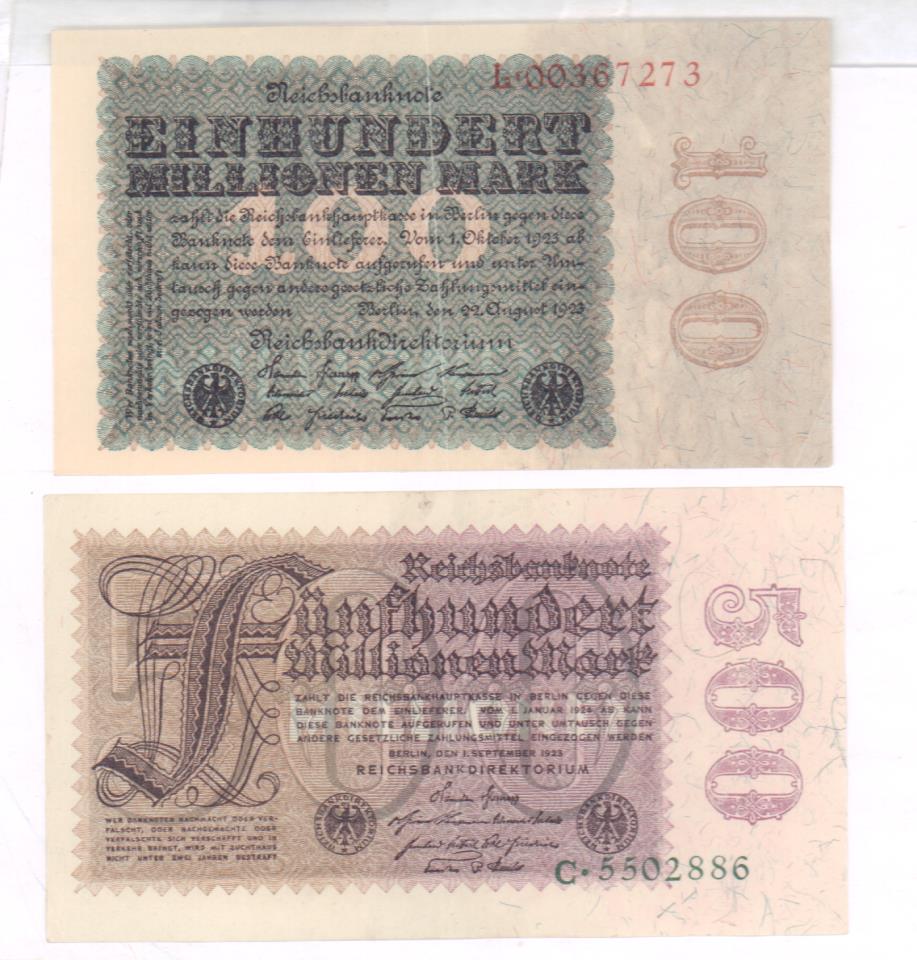 L·00367273
Reichsbanknote
EINHUNDERT
MILLIONEN MARK
100
zahlt die Reichsbankhauptkasse in Berlin gegen diese
Banknote dem Einlieferer. Vom 1. Oktober 1923 ab
kann diese Banknote aufgerufen und unter Um-
tausch gegen andere gesetzliche Zahlungsmittel ein-
gezogen werden Berlin, den 22. August 1923
Reichsbankdirektorium
100
Reichsbanknote
Fünfhundert
Millionen Mark
ZAHLT DIE REICHSBANKHAUPTKASSE IN BERLIN GEGEN DIESE
BANKNOTE DEM EINLIEFERER. VOM 1. JANUAR 1924 AB KANN
DIESE BANKNOTE AUFGERUFEN UND UNTER UMTAUSCH GEGEN
ANDERE GESETZLICHE ZAHLUNGSMITTEL EINGEZOGEN WERDEN
BERLIN, DEN 1. SEPTEMBER 1923
REICHSBANKDIREKTORIUM
WER BANKNOTEN NACHMACHT ODER VER-
FÄLSCHT, ODER NACHGEMACHTE ODER
VERFÄLSCHTE SICH VERSCHAFFT UND IN
VERKEHR BRINGT, WIRD MIT ZUCHTHAUS
NICHT UNTER ZWEI JAHREN BESTRAFT
C·5502886
500